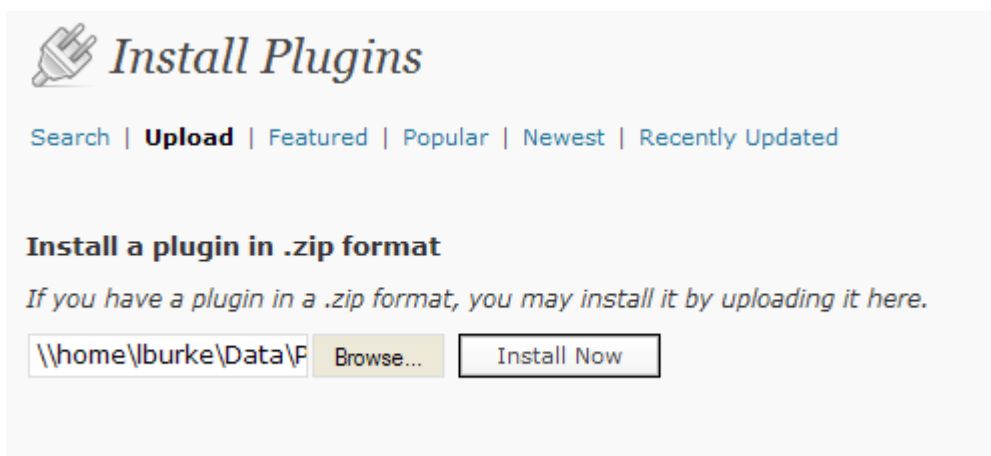 Install Plugins
Search | Upload | Featured | Popular | Newest | Recently Updated
Install a plugin in .zip format
If you have a plugin in a .zip format, you may install it by uploading it here.
\\home\lburke\Data\P Browse... Install Now